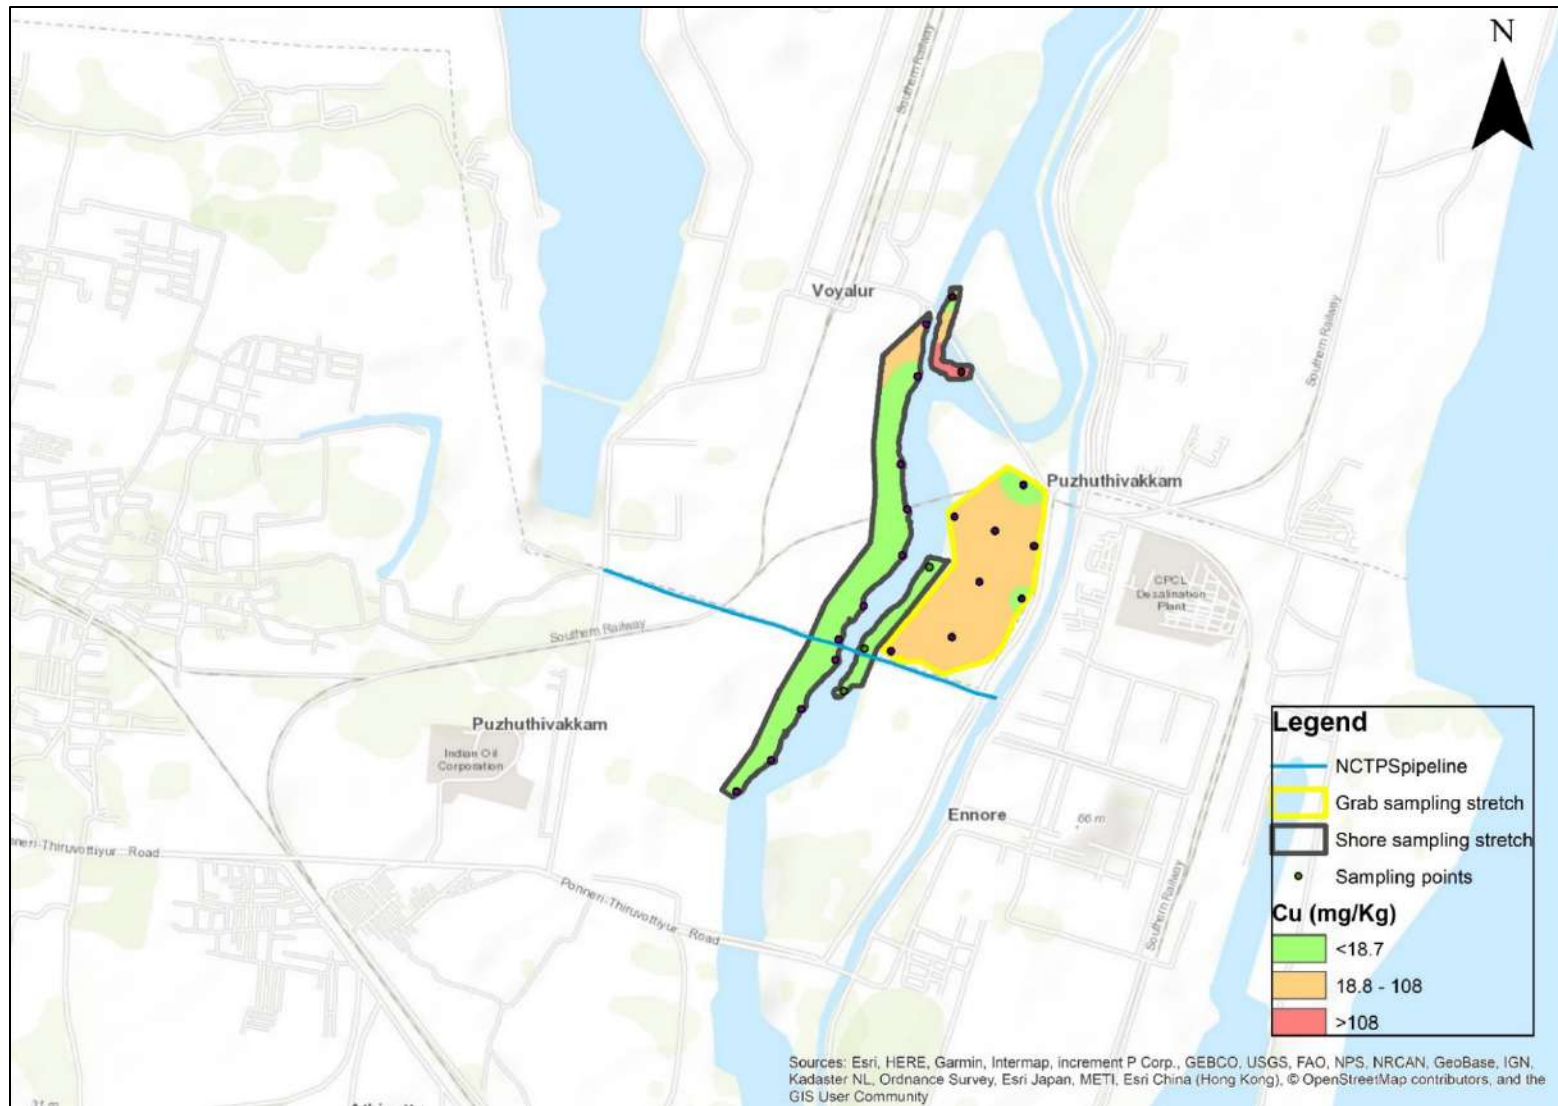 N
Southern Railway
Voyalur
Southern Railway
Puzhuthivakkam
CPCL
Desalination
Plant
Southern Railway
Puzhuthivakkam
Indian Oil
Corporation
Ennore
66 m
Ponneri-Thiruvottiyur Road
Ponneri-Thiruvottiyur Road
Southern Railway
Legend
NCTPSpipeline
Grab sampling stretch
Shore sampling stretch
Sampling points
Cu (mg/Kg)
<18.7
18.8 - 108
>108
Sources: Esri, HERE, Garmin, Intermap, increment P Corp., GEBCO, USGS, FAO, NPS, NRCAN, GeoBase, IGN,
Kadaster NL, Ordnance Survey, Esri Japan, METI, Esri China (Hong Kong), © OpenStreetMap contributors, and the
GIS User Community
31 m